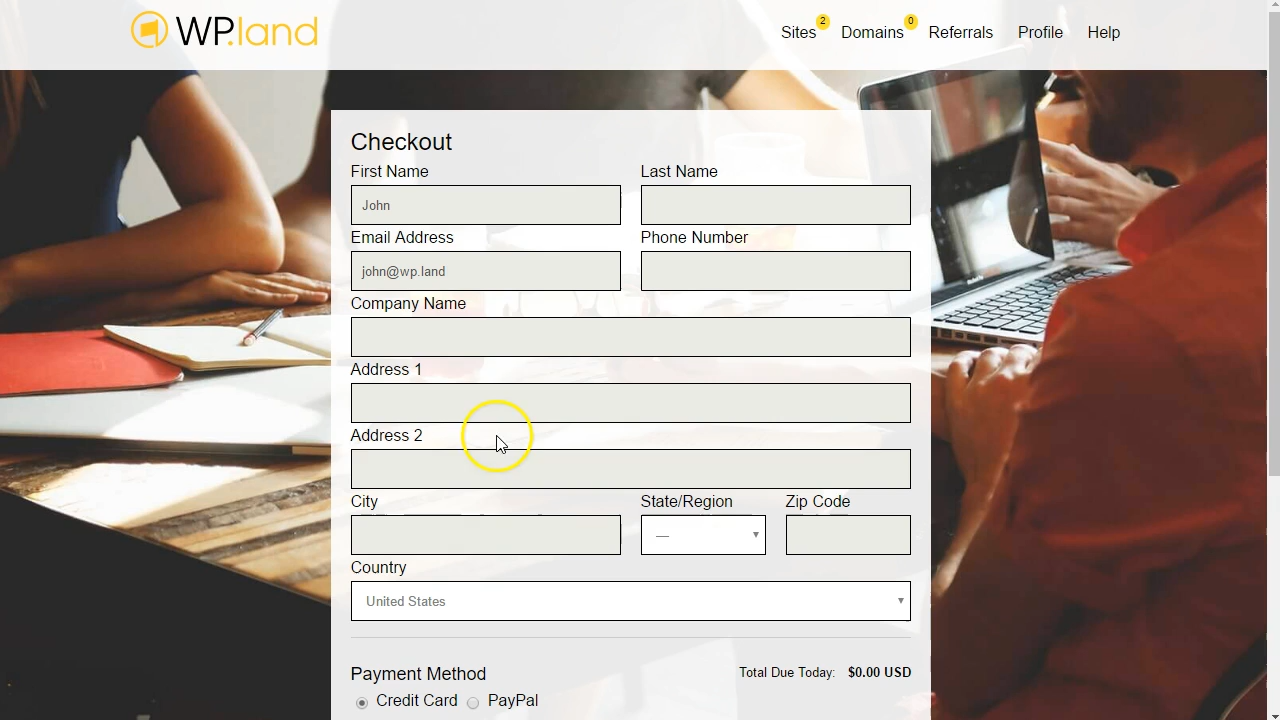 WP.land
Sites 2 Domains 0 Referrals Profile Help
Checkout
First Name Last Name
John
Email Address Phone Number
john@wp.land
Company Name
Address 1
Address 2
City State/Region Zip Code
—
Country
United States
Payment Method Total Due Today: $0.00 USD
Credit Card PayPal